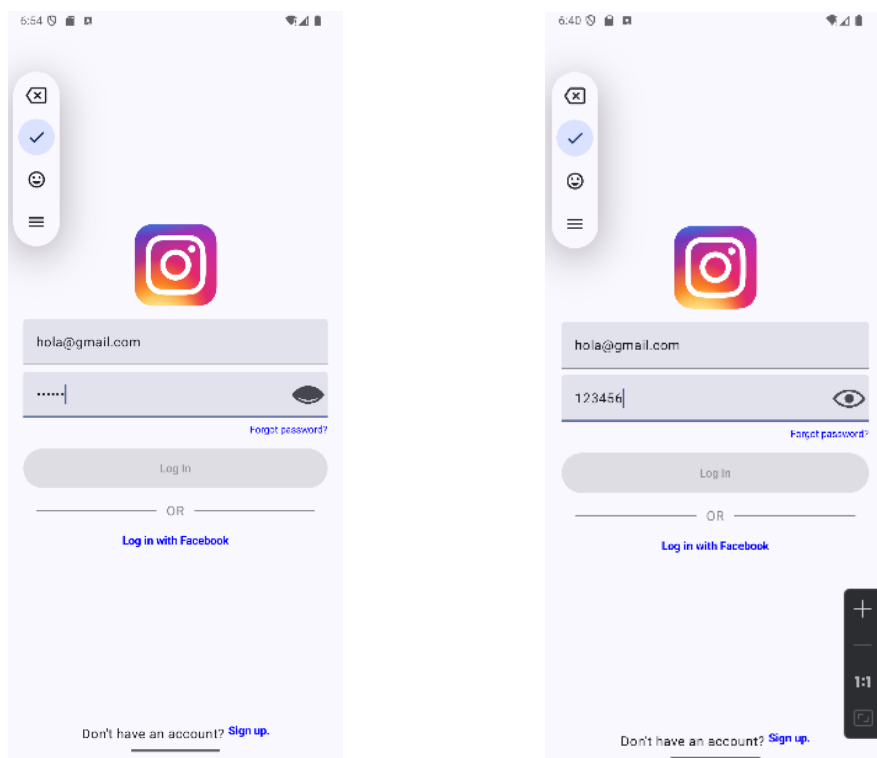 6:54
hola@gmail.com
••••••
Forgot password?
Log In
OR
Log in with Facebook
Don't have an account? Sign up.
6:40
hola@gmail.com
123456
Forgot password?
Log In
OR
Log in with Facebook
1:1
Don't have an account? Sign up.